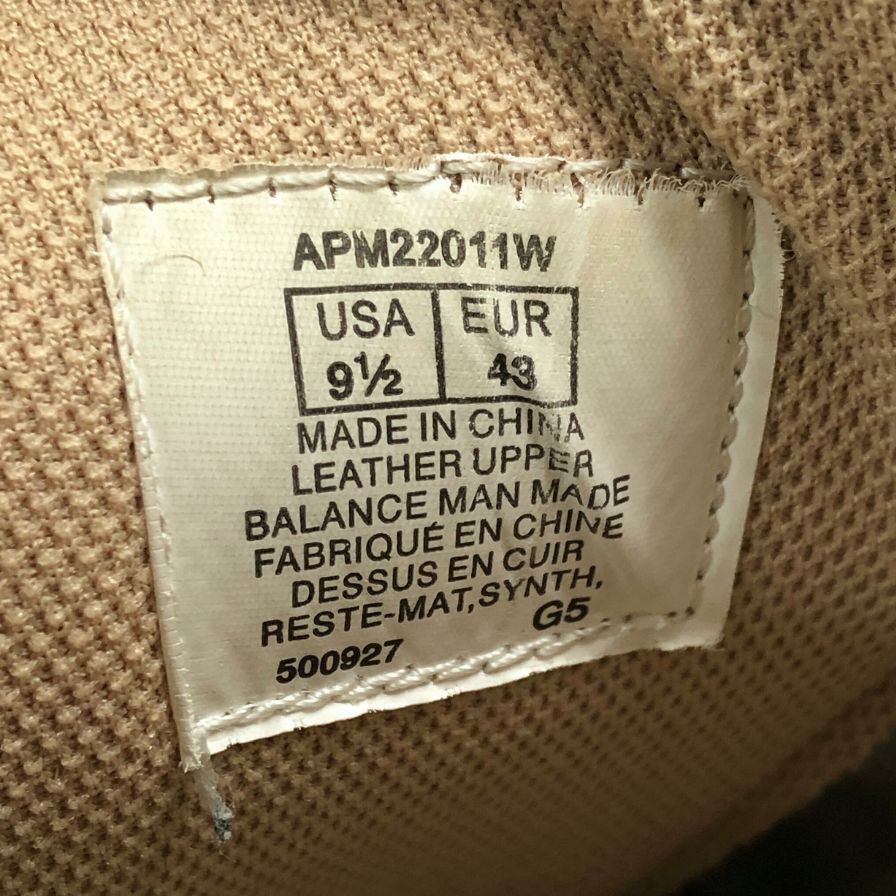 APM22011W
USA EUR
9½ 43
MADE IN CHINA
LEATHER UPPER
BALANCE MAN MADE
FABRIQUÉ EN CHINE
DESSUS EN CUIR
RESTE-MAT,SYNTH,
500927 G5